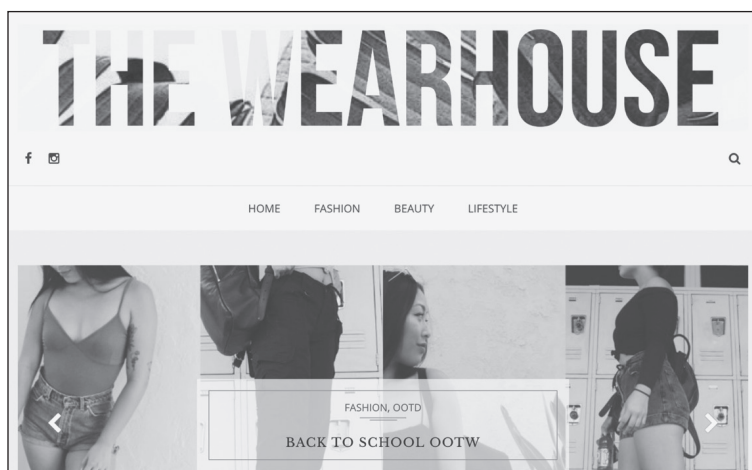 THE WEARHOUSE
HOME FASHION BEAUTY LIFESTYLE
FASHION, OOTD
BACK TO SCHOOL OOTW